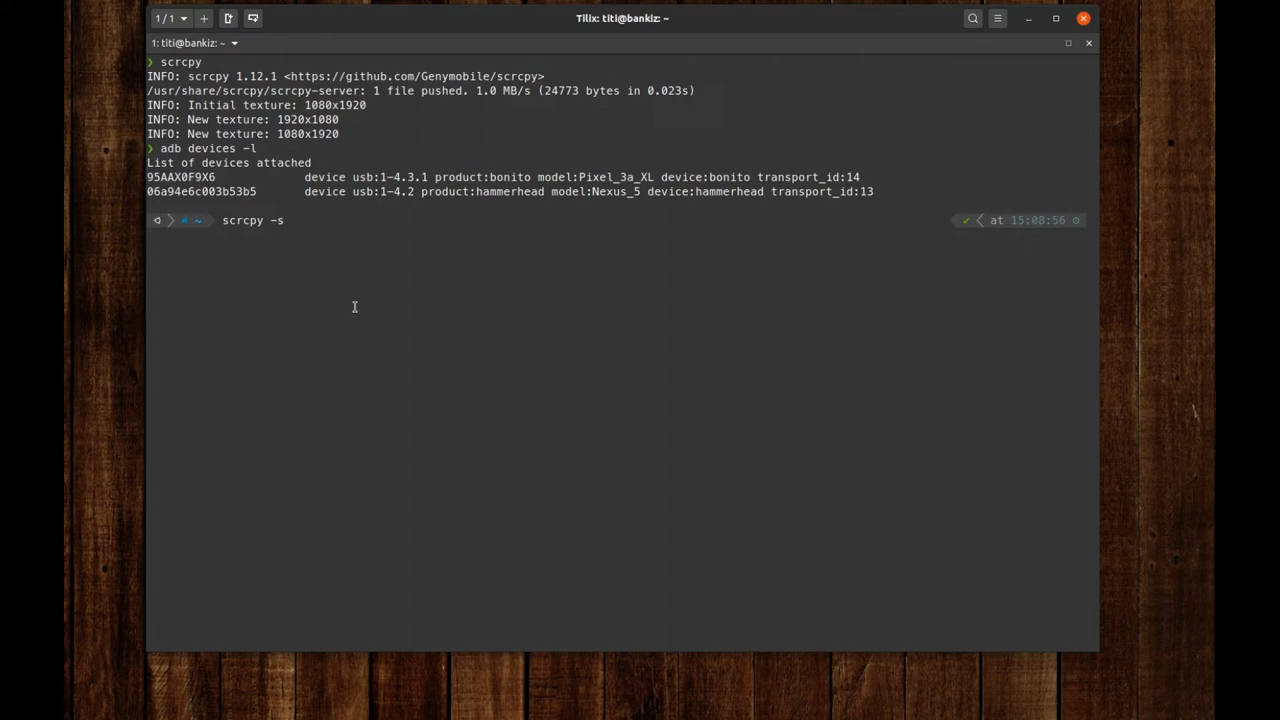 1 / 1
Tilix: titi@bankiz: ~
1: titi@bankiz: ~
❯ scrcpy
INFO: scrcpy 1.12.1 <https://github.com/Genymobile/scrcpy>
/usr/share/scrcpy/scrcpy-server: 1 file pushed. 1.0 MB/s (24773 bytes in 0.023s)
INFO: Initial texture: 1080x1920
INFO: New texture: 1920x1080
INFO: New texture: 1080x1920
❯ adb devices -l
List of devices attached
95AAX0F9X6 device usb:1-4.3.1 product:bonito model:Pixel_3a_XL device:bonito transport_id:14
06a94e6c003b53b5 device usb:1-4.2 product:hammerhead model:Nexus_5 device:hammerhead transport_id:13
~ scrcpy -s ✔ at 15:08:56